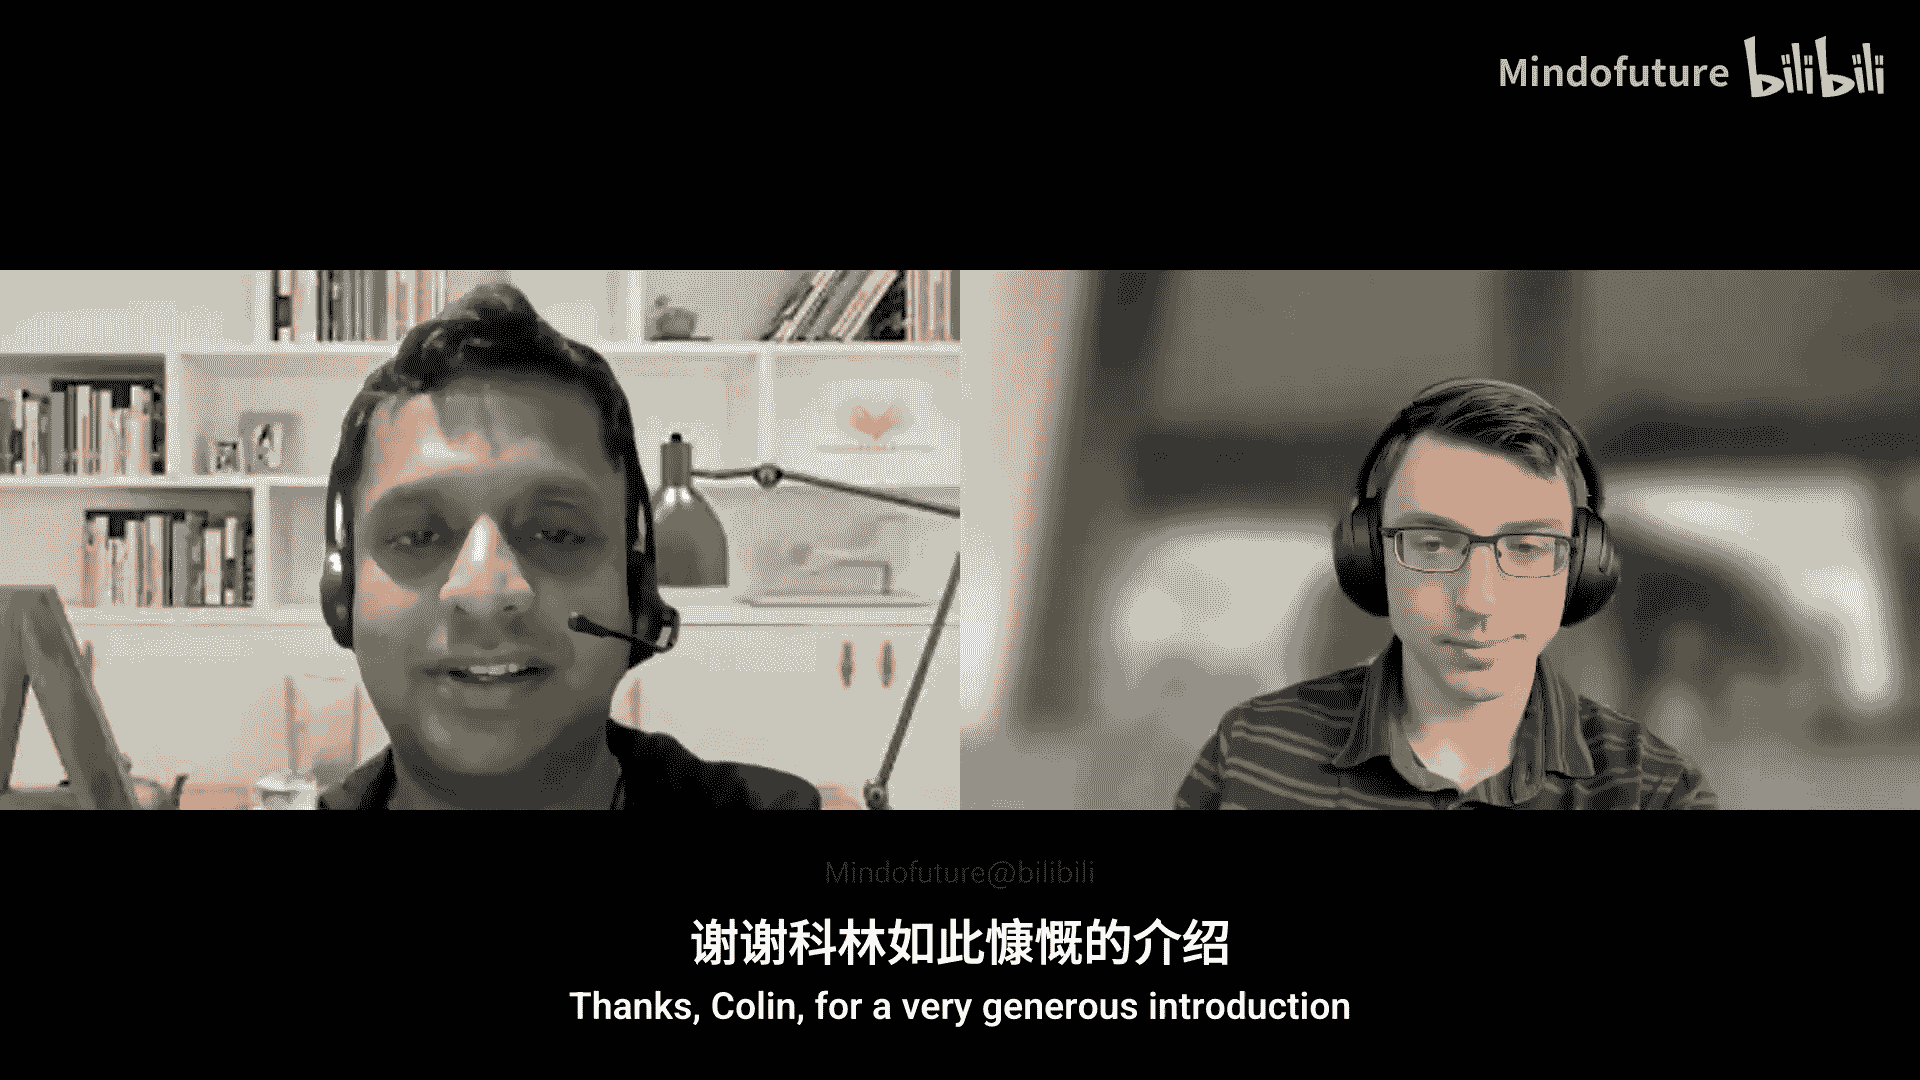 Mindofuture bilibili
Mindofuture@bilibili
谢谢科林如此慷慨的介绍
Thanks, Colin, for a very generous introduction